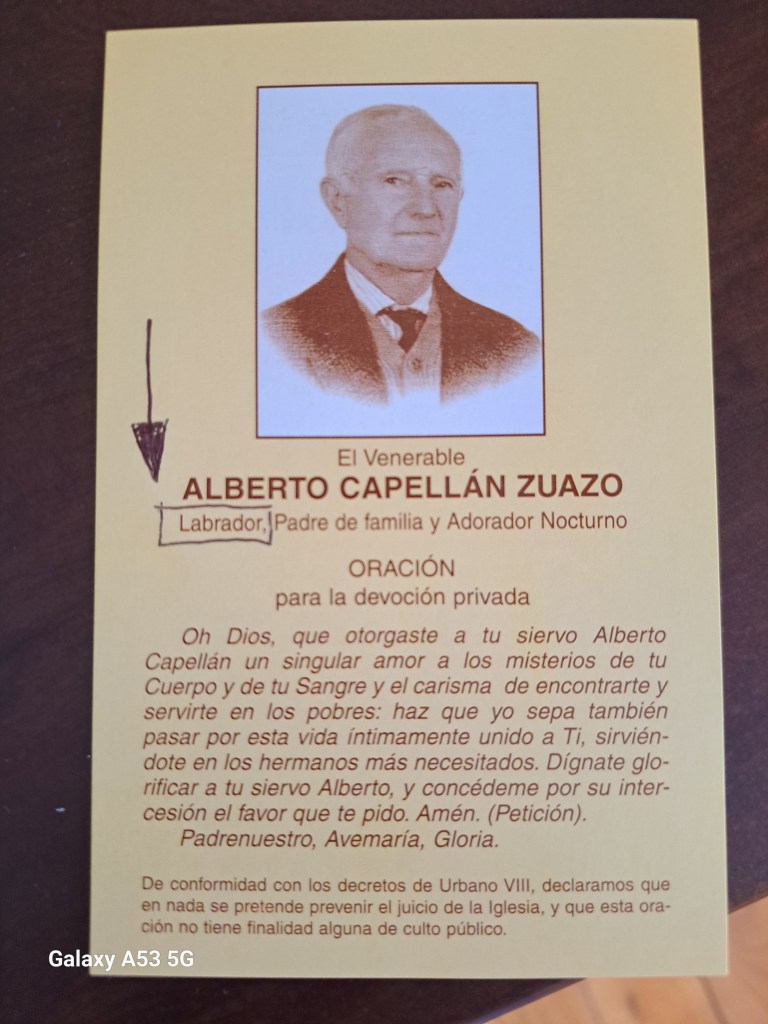 El Venerable
ALBERTO CAPELLÁN ZUAZO
Labrador, Padre de familia y Adorador Nocturno
ORACIÓN
para la devoción privada
Oh Dios, que otorgaste a tu siervo Alberto
Capellán un singular amor a los misterios de tu
Cuerpo y de tu Sangre y el carisma de encontrarte y
servirte en los pobres: haz que yo sepa también
pasar por esta vida íntimamente unido a Ti, sirvién-
dote en los hermanos más necesitados. Dígnate glo-
rificar a tu siervo Alberto, y concédeme por su inter-
cesión el favor que te pido. Amén. (Petición).
Padrenuestro, Avemaría, Gloria.
De conformidad con los decretos de Urbano VIII, declaramos que
en nada se pretende prevenir el juicio de la Iglesia, y que esta ora-
ción no tiene finalidad alguna de culto público.
Galaxy A53 5G